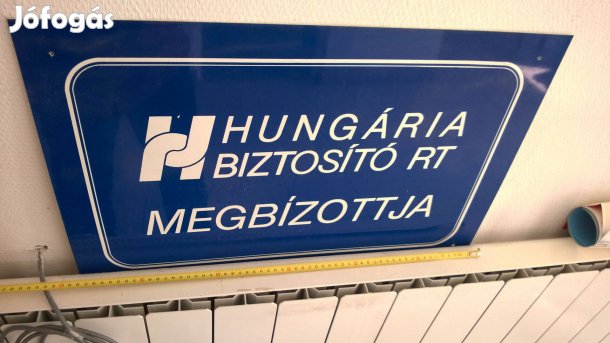 Jófogás
HUNGÁRIA
BIZTOSÍTÓ RT
MEGBÍZOTTJA